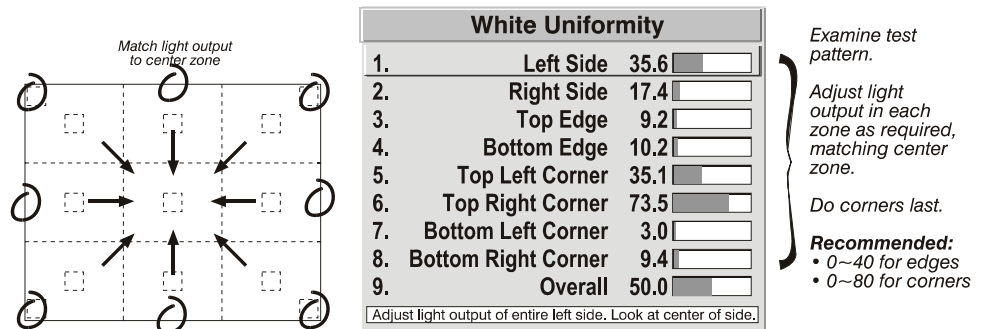 Match light output
to center zone
White Uniformity
1. Left Side 35.6
2. Right Side 17.4
3. Top Edge 9.2
4. Bottom Edge 10.2
5. Top Left Corner 35.1
6. Top Right Corner 73.5
7. Bottom Left Corner 3.0
8. Bottom Right Corner 9.4
9. Overall 50.0
Adjust light output of entire left side. Look at center of side.
Examine test
pattern.
Adjust light
output in each
zone as required,
matching center
zone.
Do corners last.
Recommended:
• 0~40 for edges
• 0~80 for corners